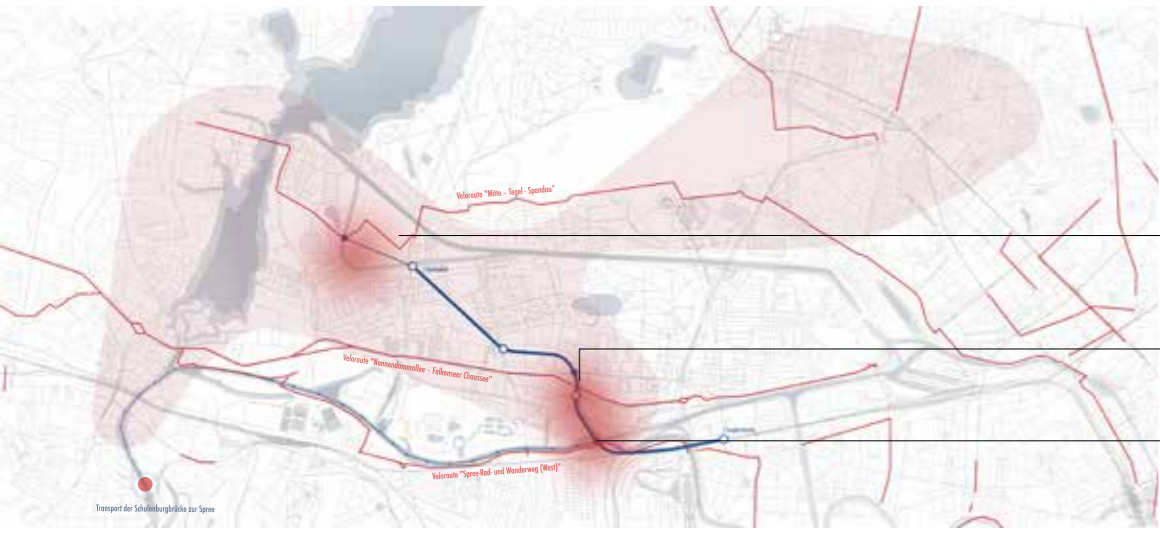 Veloroute "Mitte - Tegel - Spandau"
Veloroute "Nonnendammallee – Falkenseer Chaussee"
Veloroute "Spree-Rad- und Wanderweg (West)"
Transport der Schulenburgbrücke zur Spree